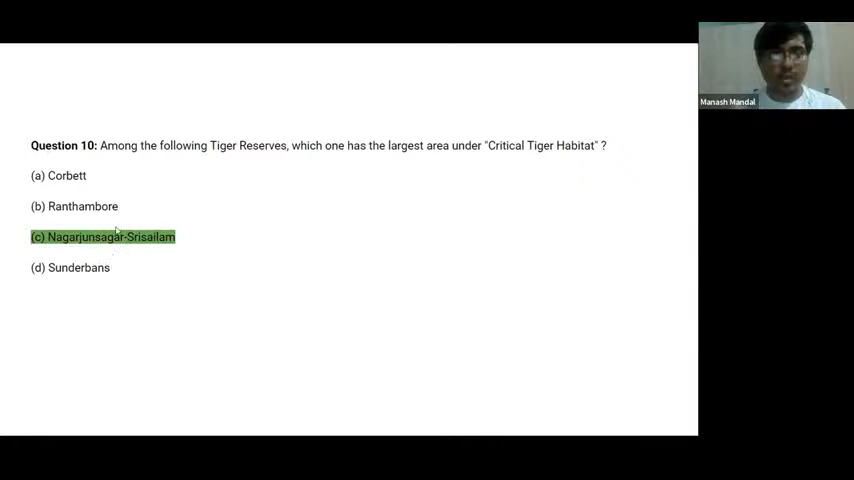 Manash Mandal
Question 10: Among the following Tiger Reserves, which one has the largest area under "Critical Tiger Habitat" ?
(a) Corbett
(b) Ranthambore
(c) Nagarjunsagar-Srisailam
(d) Sunderbans